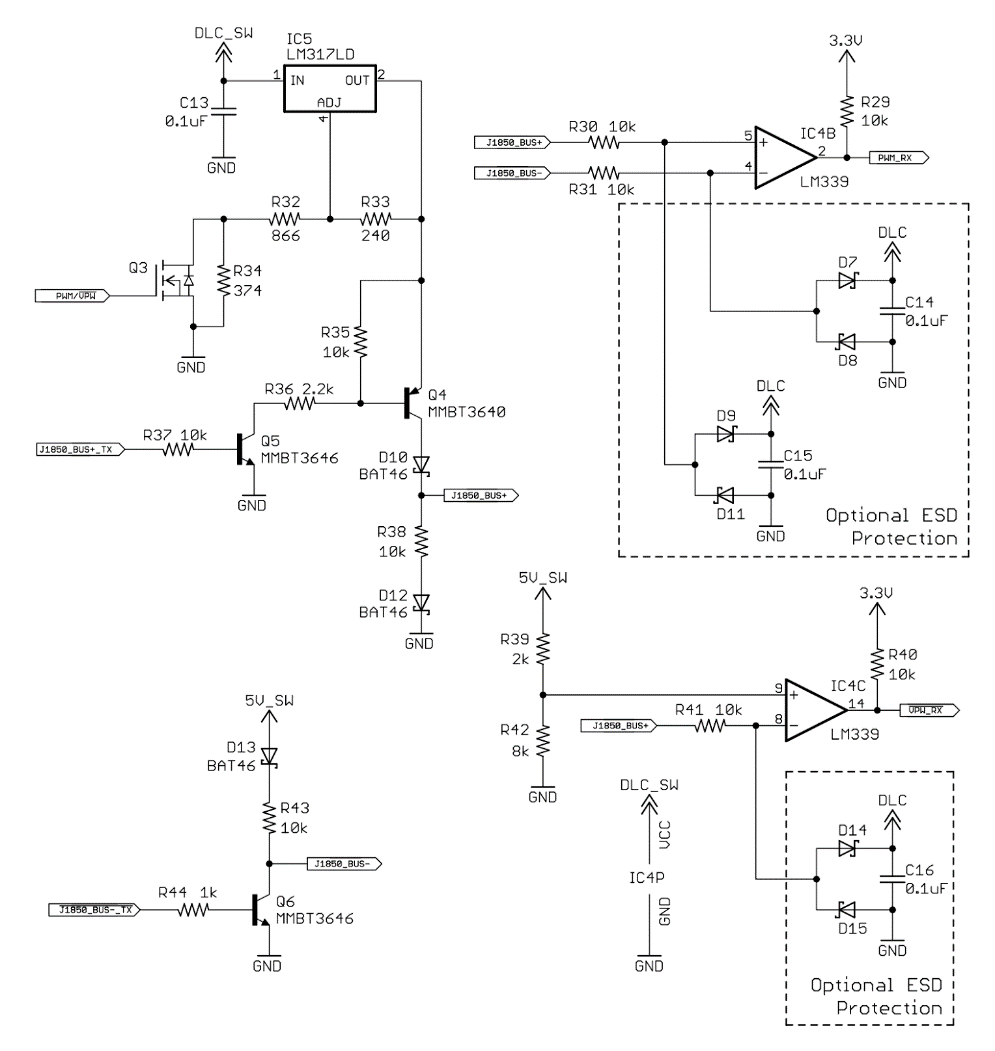 DLC_SW
IC5
LM317LD
1 IN OUT 2
ADJ
4
C13
0.1uF
GND
R32
866
R33
240
Q3
R34
374
PWM/VPW
GND
R35
10k
R36 2.2k
Q4
MMBT3640
J1850_BUS+_TX
R37 10k
Q5
MMBT3646
GND
D10
BAT46
J1850_BUS+
R38
10k
D12
BAT46
GND
5V_SW
D13
BAT46
R43
10k
J1850_BUS-
J1850_BUS-_TX
R44 1k
Q6
MMBT3646
GND
3.3V
R29
10k
J1850_BUS+
R30 10k
5
+
IC4B
2
PWM_RX
J1850_BUS-
R31 10k
4
-
LM339
DLC
D7
C14
0.1uF
D8
GND
DLC
D9
C15
0.1uF
D11
GND
Optional ESD
Protection
5V_SW
R39
2k
R42
8k
GND
3.3V
R40
10k
9
+
IC4C
14
VPW_RX
J1850_BUS+
R41 10k
8
-
LM339
DLC_SW
VCC
IC4P
GND
GND
DLC
D14
C16
0.1uF
D15
GND
Optional ESD
Protection